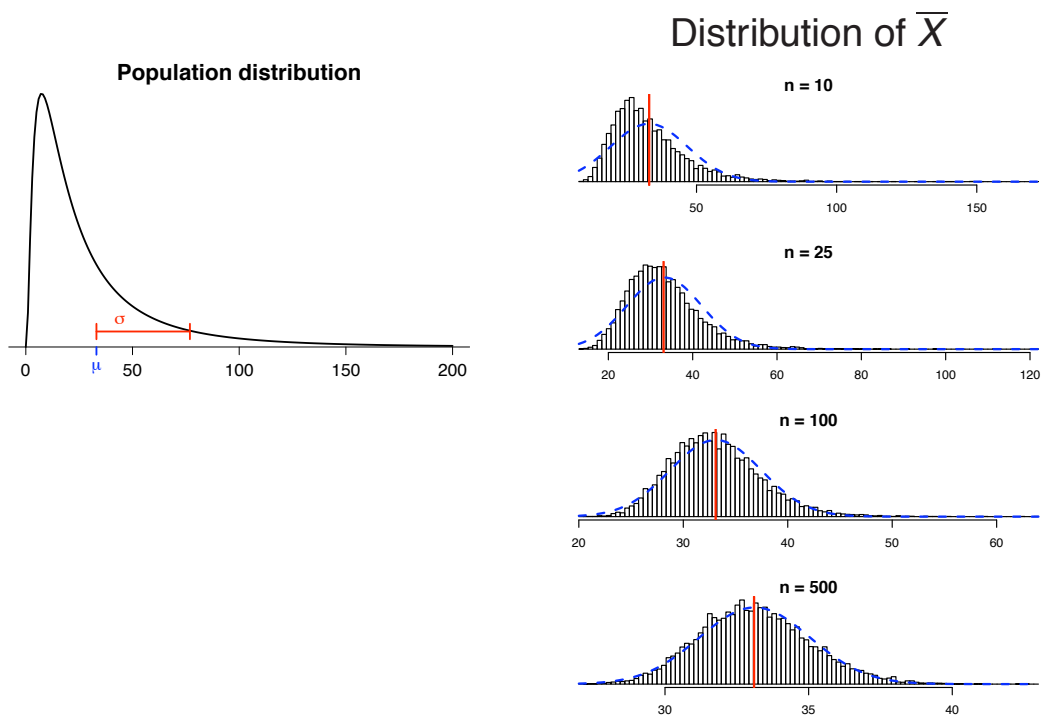 Distribution of X̅
Population distribution
σ
μ
0 50 100 150 200
n = 10
50 100 150
n = 25
20 40 60 80 100 120
n = 100
20 30 40 50 60
n = 500
30 35 40